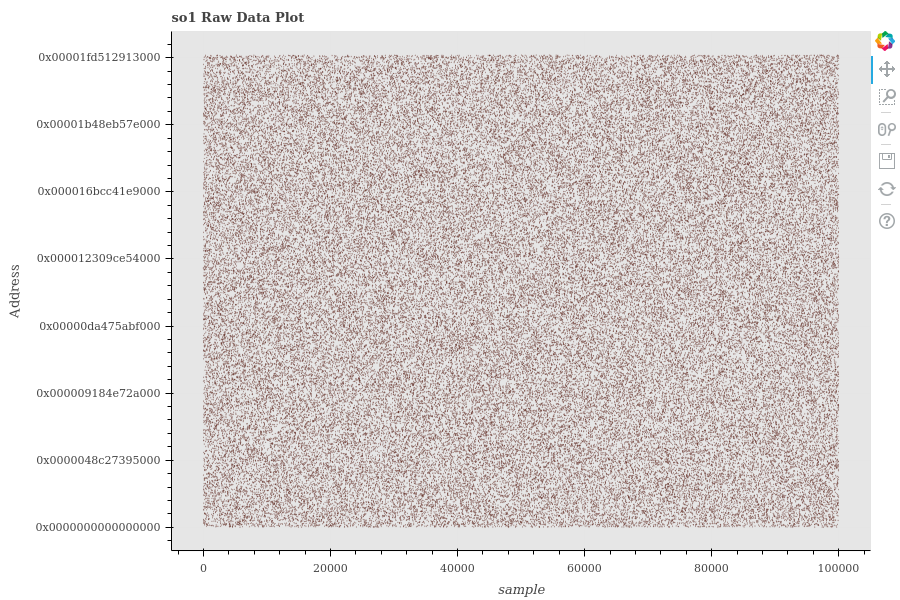 so1 Raw Data Plot
0x00001fd512913000
0x00001b48eb57e000
0x000016bcc41e9000
0x000012309ce54000
0x00000da475abf000
0x000009184e72a000
0x0000048c27395000
0x0000000000000000
Address
0
20000
40000
60000
80000
100000
sample